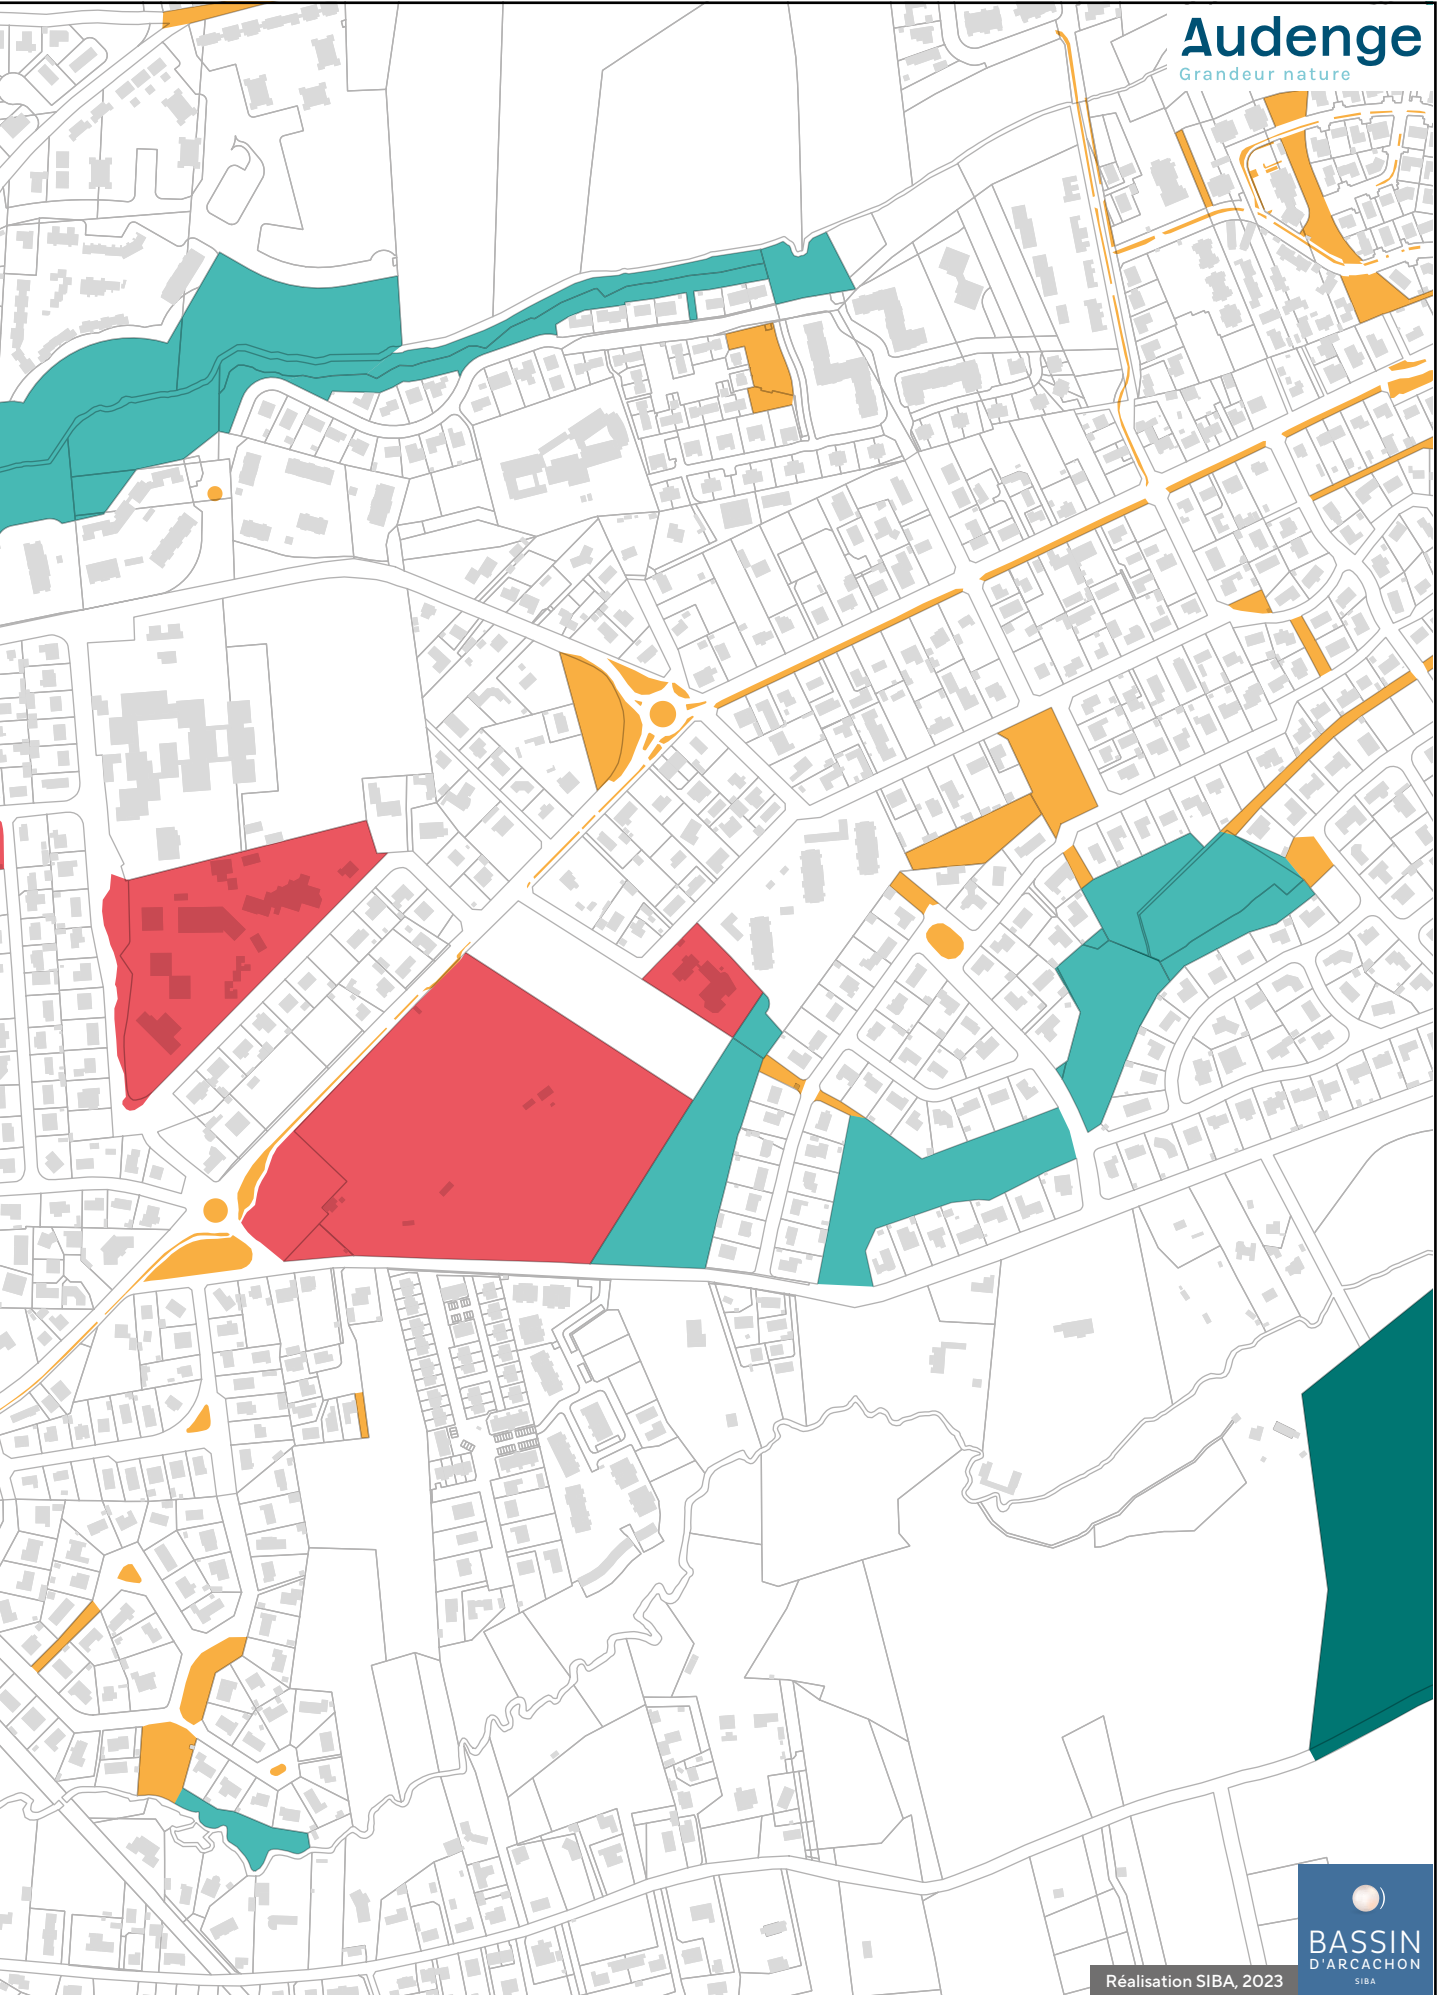 Audenge
Grandeur nature
BASSIN
D'ARCACHON
SIBA
Réalisation SIBA, 2023